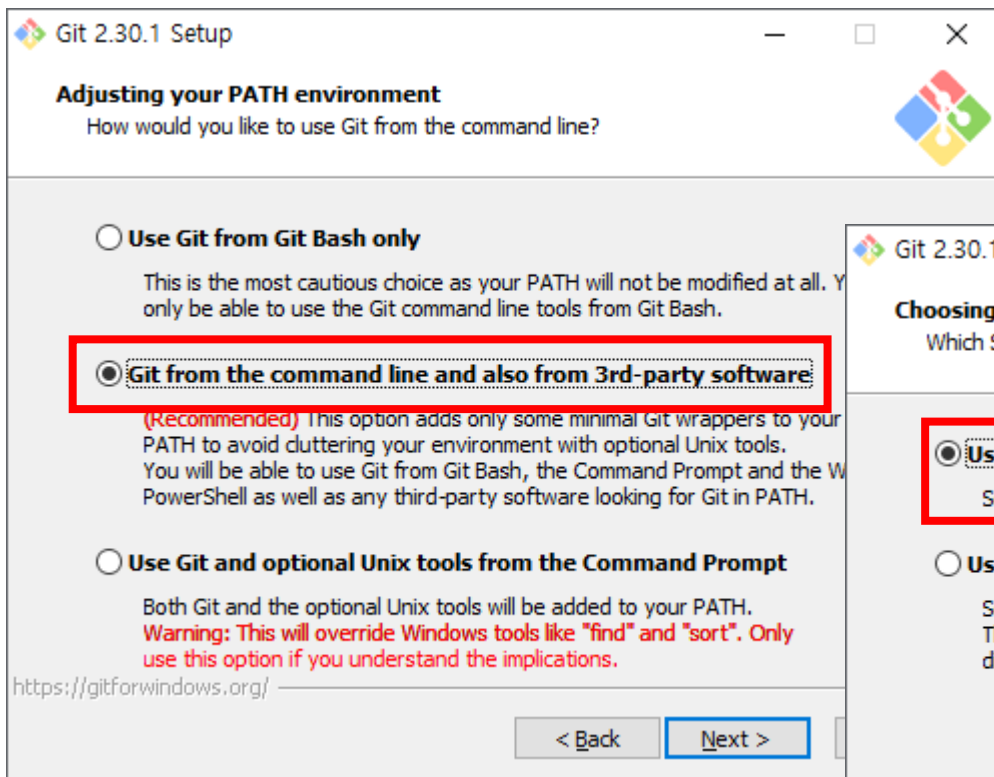 Git 2.30.1 Setup
Adjusting your PATH environment
How would you like to use Git from the command line?
Use Git from Git Bash only
This is the most cautious choice as your PATH will not be modified at all.
only be able to use the Git command line tools from Git Bash.
Git from the command line and also from 3rd-party software
(Recommended) This option adds only some minimal Git wrappers to your
PATH to avoid cluttering your environment with optional Unix tools.
You will be able to use Git from Git Bash, the Command Prompt and the
PowerShell as well as any third-party software looking for Git in PATH.
Use Git and optional Unix tools from the Command Prompt
Both Git and the optional Unix tools will be added to your PATH.
Warning: This will override Windows tools like "find" and "sort". Only
use this option if you understand the implications.
https://gitforwindows.org/
< Back
Next >
Git 2.30.1
Choosing
Which